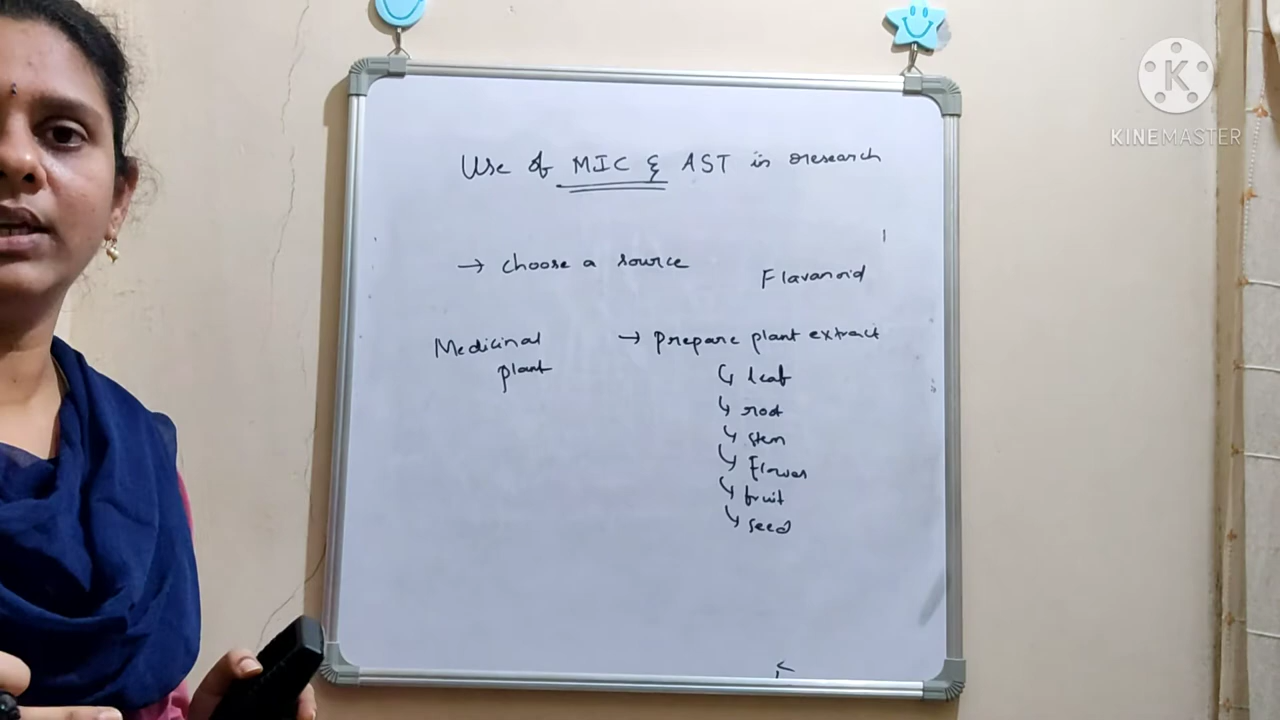 Use of MIC & AST in research
→ choose a source
Flavanoid
Medicinal
plant
→ prepare plant extract
↳ leaf
↳ root
↳ stem
↳ flower
↳ fruit
↳ seed
K
KINEMASTER